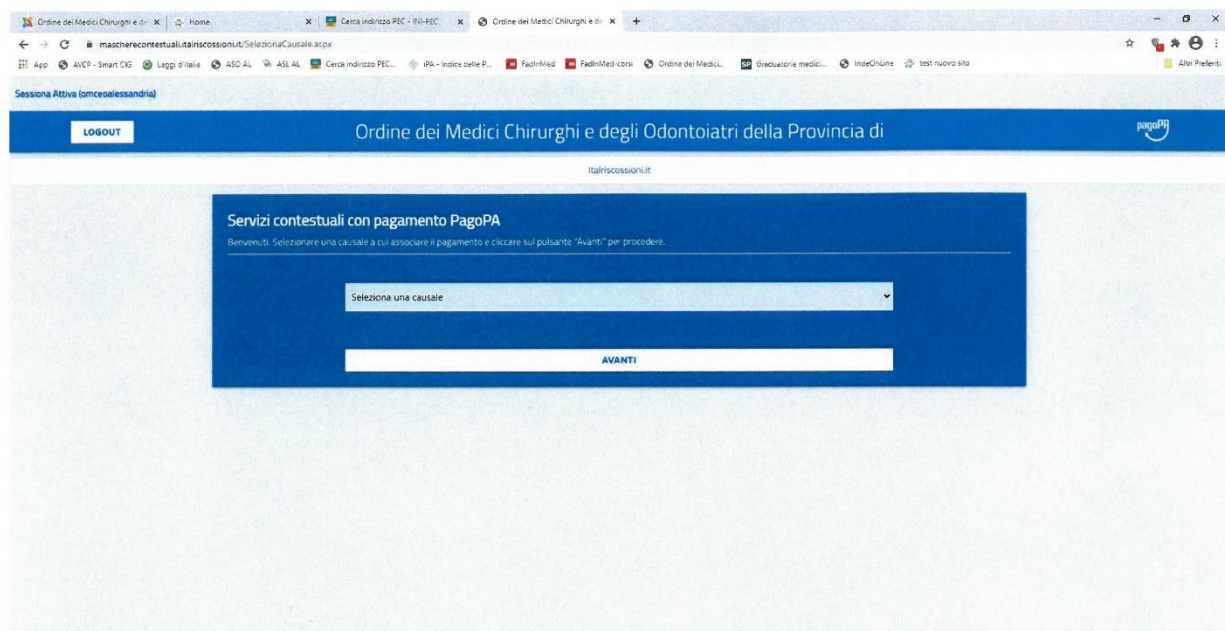 Ordine dei Medici Chirurghi e de
Home
Cerca indirizzo PEC - INI-PEC
Ordine dei Medici Chirurghi e de
mascherecontestuali.italriscossioni.it/SelezionaCausale.aspx
App AVCP - Smart CIG Leggi d'Italia ASO AL ASL AL Cerca indirizzo PEC... iPA - Indice delle P... FadInMed FadInMed-corsi Ordine dei Medici... SP Graduatorie medici... IndeOnLine test nuovo sito Altri Preferiti
Sessiona Attiva (omceoalessandria)
LOGOUT
Ordine dei Medici Chirurghi e degli Odontoiatri della Provincia di
pagoPA
Italriscossioni.it
Servizi contestuali con pagamento PagoPA
Benvenuti. Selezionare una causale a cui associare il pagamento e cliccare sul pulsante "Avanti" per procedere.
Seleziona una causale
AVANTI